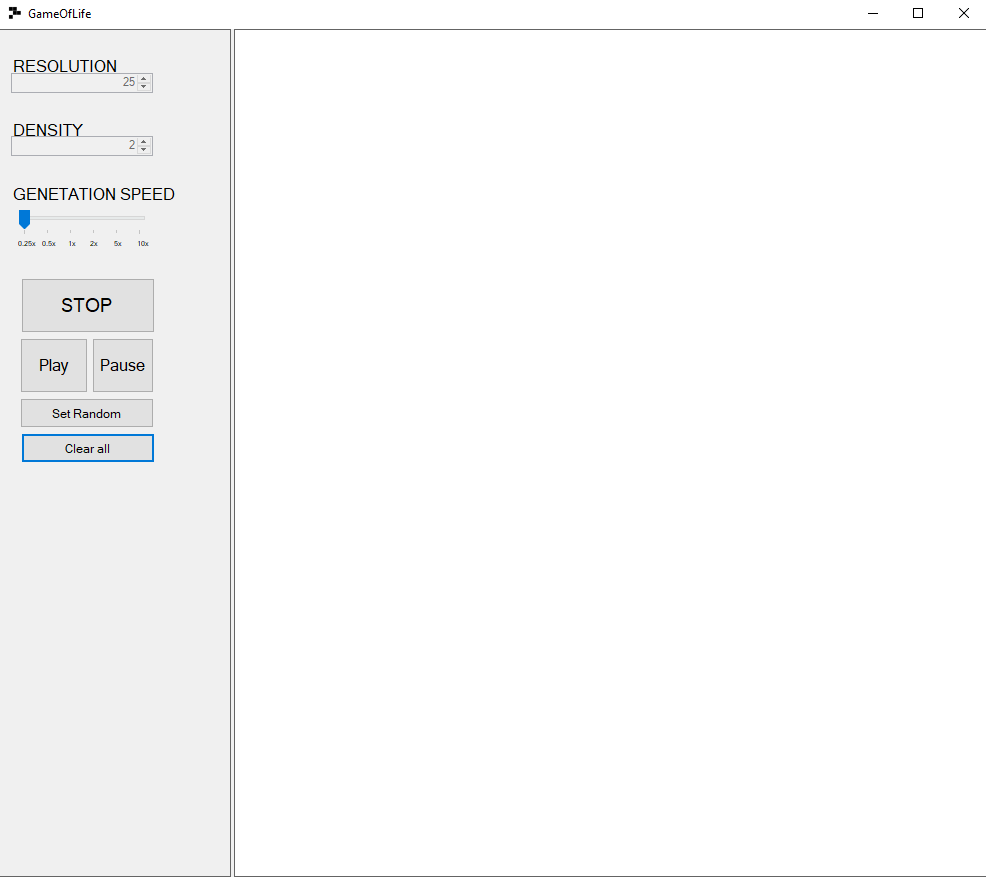 GameOfLife
RESOLUTION
25
DENSITY
2
GENETATION SPEED
0.25x 0.5x 1x 2x 5x 10x
STOP
Play Pause
Set Random
Clear all